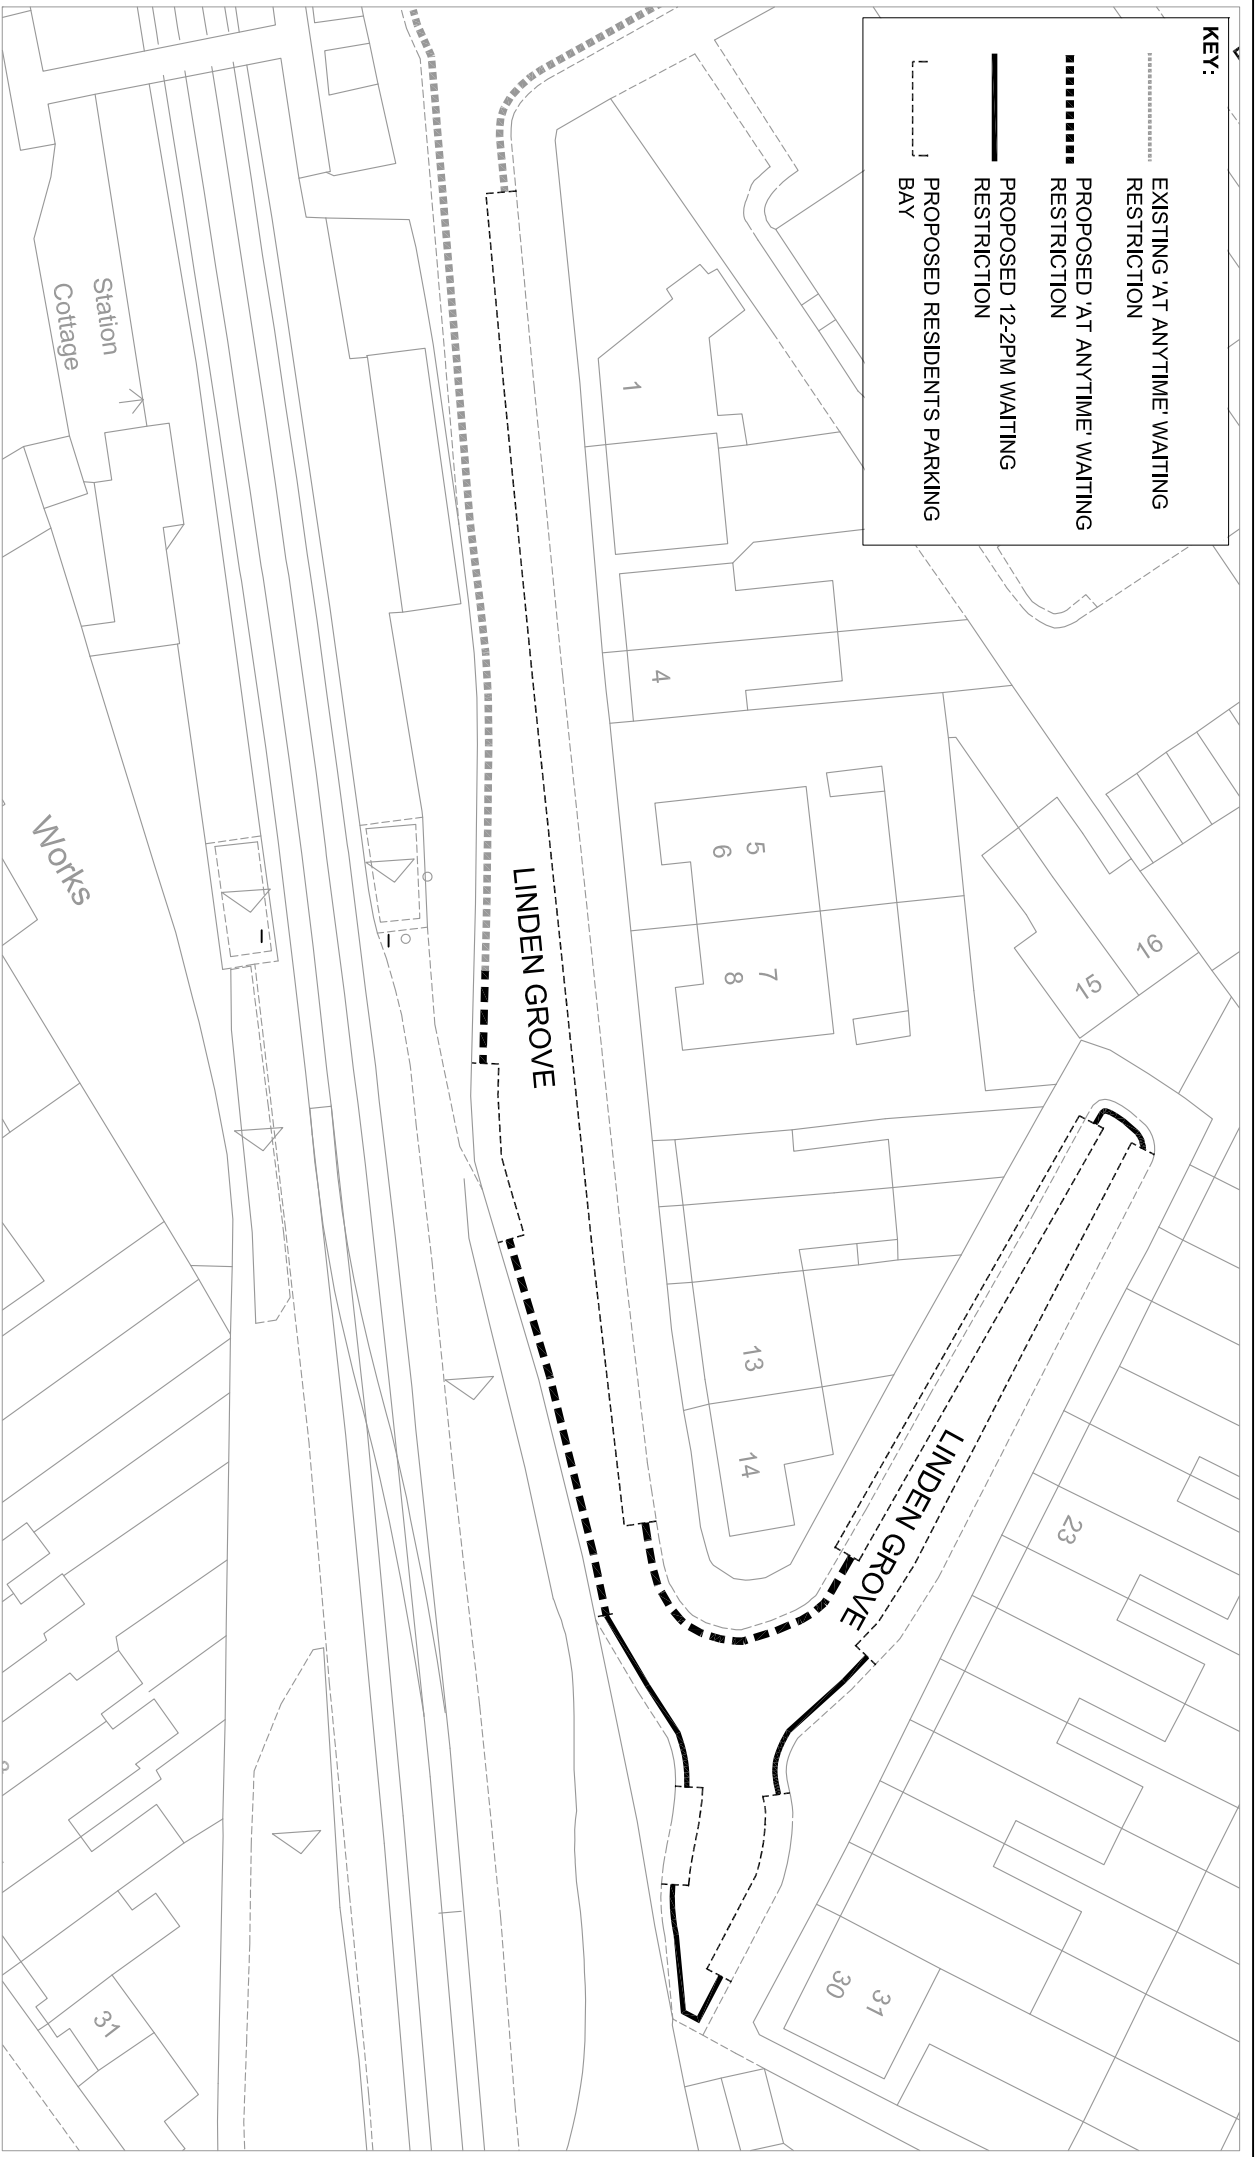 KEY:
EXISTING 'AT ANYTIME' WAITING
RESTRICTION
PROPOSED 'AT ANYTIME' WAITING
RESTRICTION
PROPOSED 12-2PM WAITING
RESTRICTION
PROPOSED RESIDENTS PARKING
BAY
Station
Cottage
Works
LINDEN GROVE
LINDEN GROVE
1
4
5
6
7
8
13
14
15
16
23
30
31
31